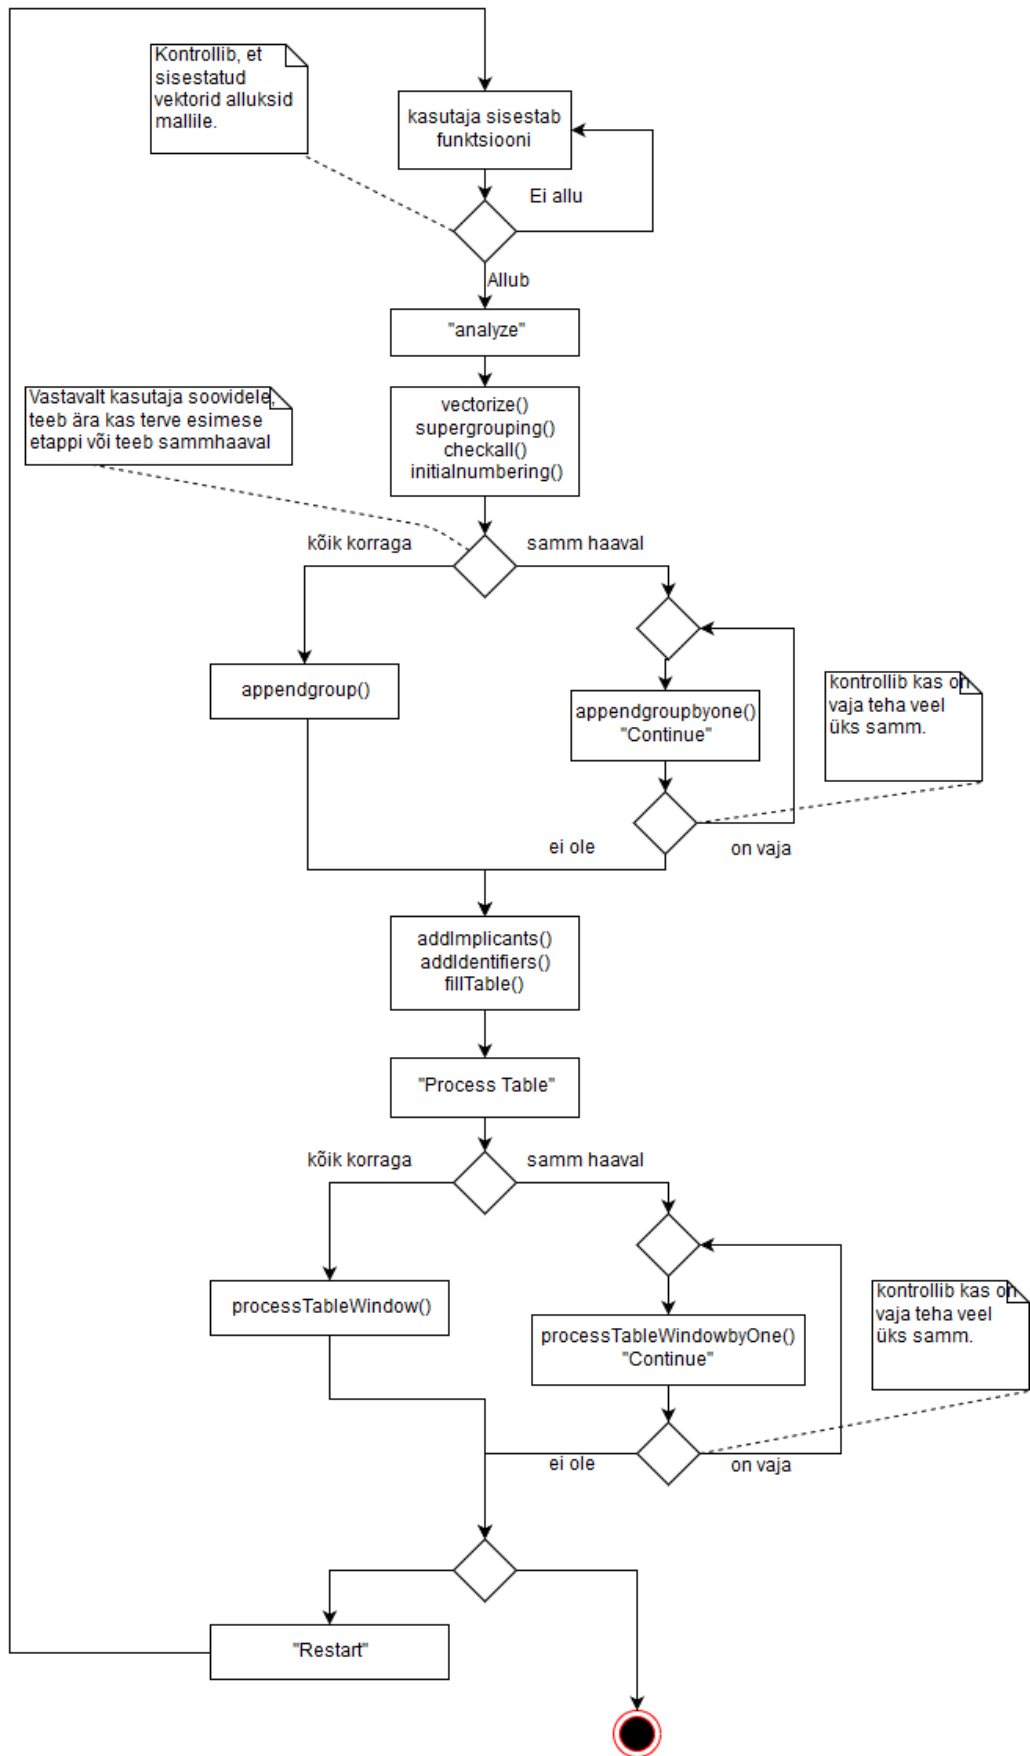 Kontrollib, et
sisestatud
vektorid alluksid
mallile.
kasutaja sisestab
funktsiooni
Ei allu
Allub
"analyze"
Vastavalt kasutaja soovidele,
teeb ära kas terve esimese
etappi või teeb sammhaaval
vectorize()
supergrouping()
checkall()
initialnumbering()
kõik korraga
samm haaval
appendgroup()
appendgroupbyone()
"Continue"
kontrollib kas on
vaja teha veel
üks samm.
ei ole
on vaja
addImplicants()
addIdentifiers()
fillTable()
"Process Table"
kõik korraga
samm haaval
processTableWindow()
processTableWindowbyOne()
"Continue"
kontrollib kas on
vaja teha veel
üks samm.
ei ole
on vaja
"Restart"